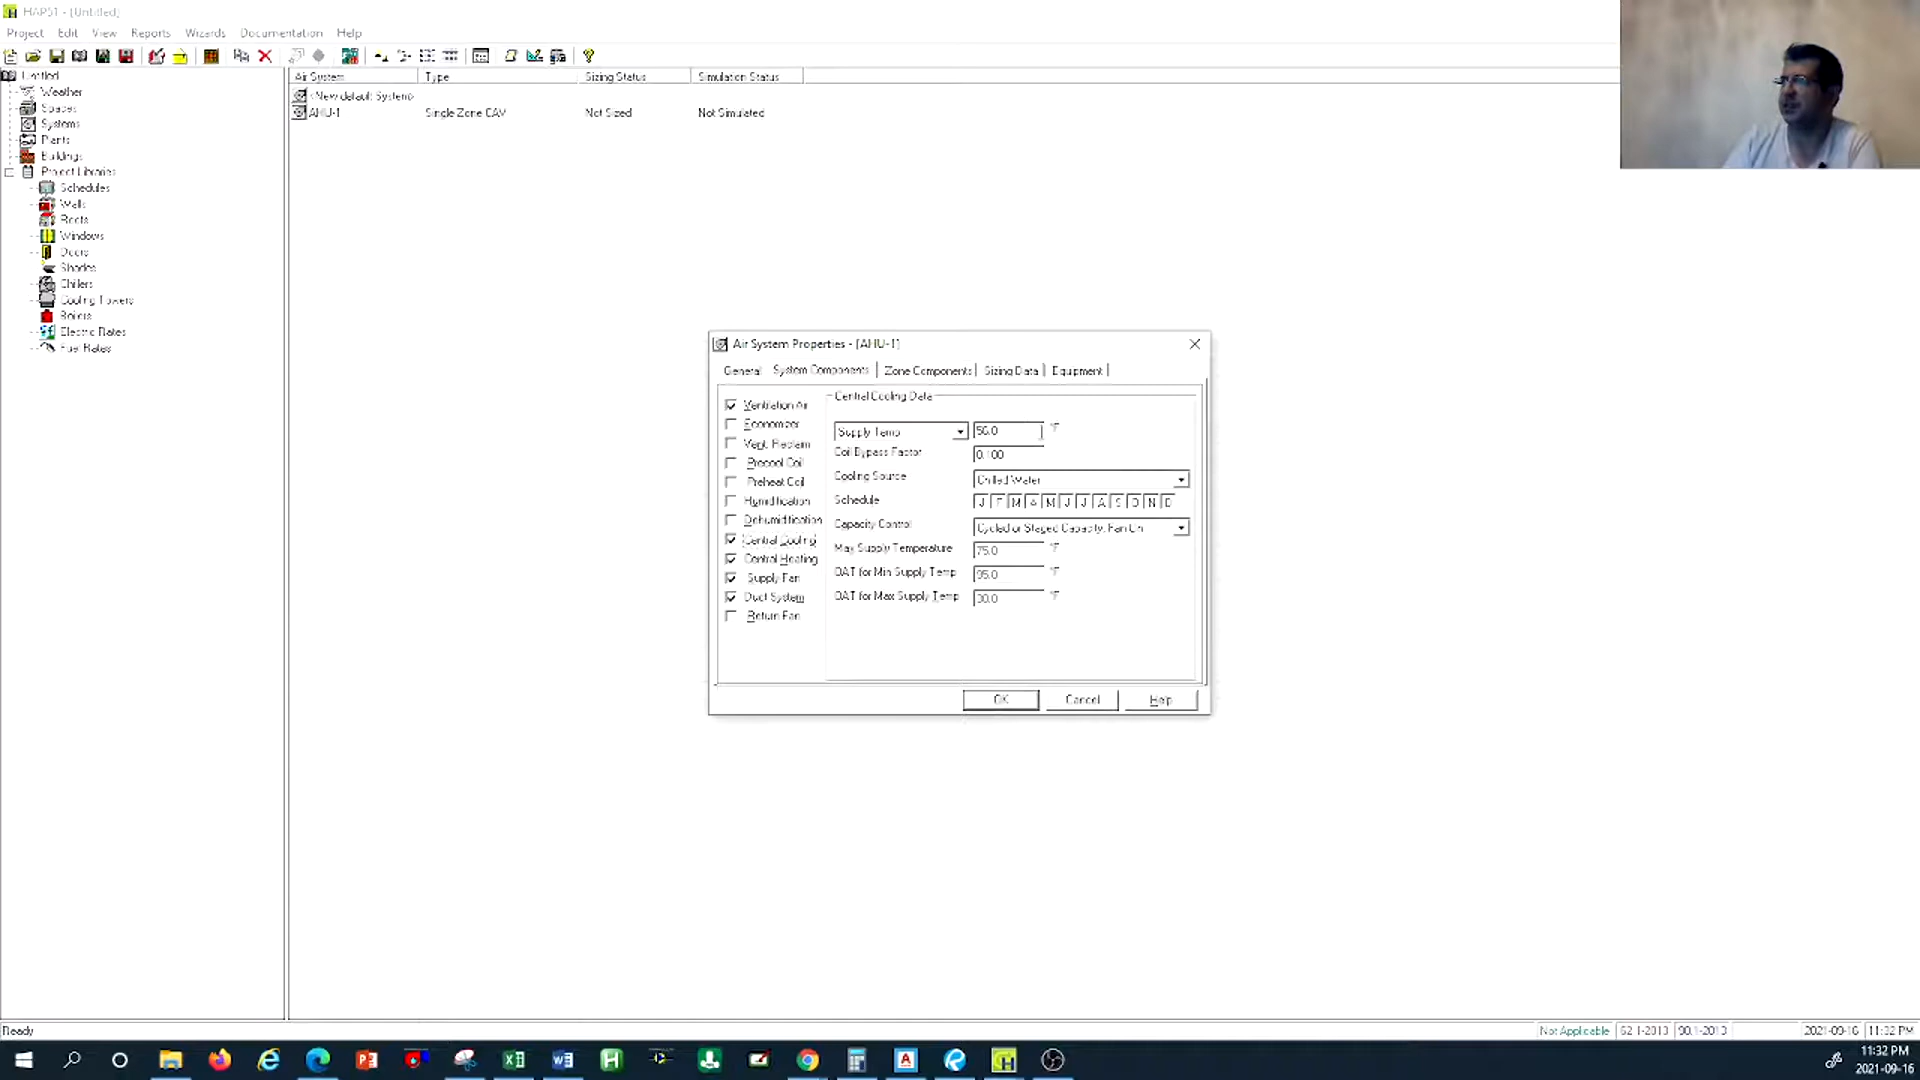 HAP51 - [Untitled]
Project Edit View Reports Wizards Documentation Help
Untitled
Weather
Spaces
Systems
Plants
Buildings
Project Libraries
Schedules
Walls
Roofs
Windows
Doors
Shades
Chillers
Cooling Towers
Boilers
Electric Rates
Fuel Rates
Air System Type Sizing Status Simulation Status
<New default System>
AHU-1 Single Zone CAV Not Sized Not Simulated
Air System Properties - [AHU-1]
General System Components Zone Components Sizing Data Equipment
Ventilation Air
Economizer
Vent. Reclaim
Precool Coil
Preheat Coil
Humidification
Dehumidification
Central Cooling
Central Heating
Supply Fan
Duct System
Return Fan
Central Cooling Data
Supply Temp °F
Coil Bypass Factor 0.100
Cooling Source Chilled Water
Schedule J F M A M J J A S O N D
Capacity Control Cycled or Staged Capacity, Fan On
Max Supply Temperature 75.0 °F
OAT for Min Supply Temp 95.0 °F
OAT for Max Supply Temp °F
OK Cancel Help
Ready
Not Applicable 62.1-2013 90.1-2013 2021-09-16 11:32 PM
11:32 PM
2021-09-16